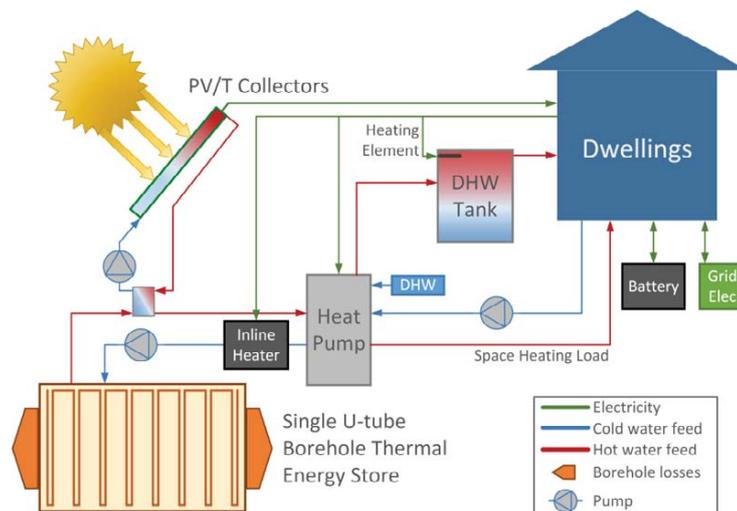 PV/T Collectors
Heating
Element
Dwellings
DHW
Tank
Battery
Grid
Elec
DHW
Heat
Pump
Inline
Heater
Space Heating Load
Single U-tube
Borehole Thermal
Energy Store
Electricity
Cold water feed
Hot water feed
Borehole losses
Pump